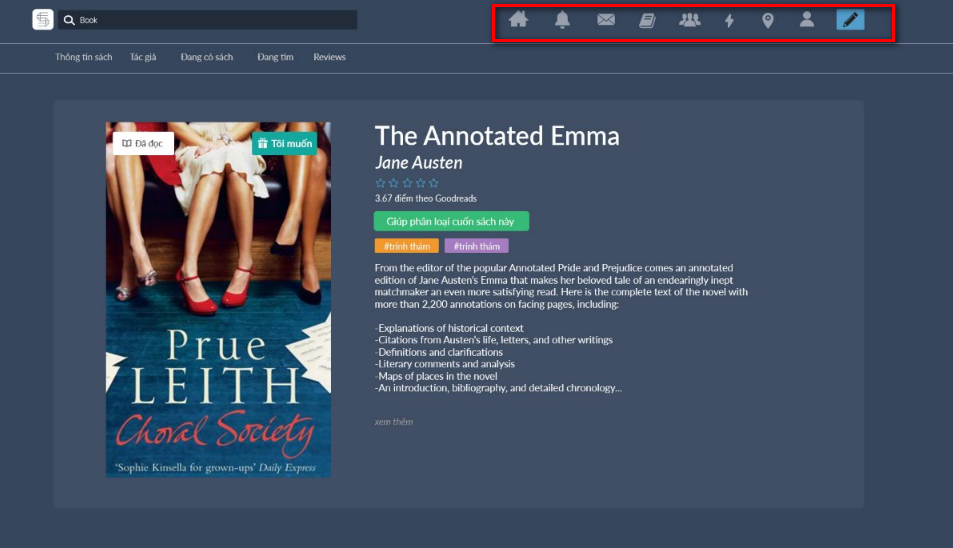 Book
Thông tin sách Tác giả Đang có sách Đang tìm Reviews
Đã đọc Tôi muốn
Prue
LEITH
Choral Society
'Sophie Kinsella for grown-ups' Daily Express
The Annotated Emma
Jane Austen
3.67 điểm theo Goodreads
Giúp phân loại cuốn sách này
#trinh thám #trinh thám
From the editor of the popular Annotated Pride and Prejudice comes an annotated
edition of Jane Austen's Emma that makes her beloved tale of an endearingly inept
matchmaker an even more satisfying read. Here is the complete text of the novel with
more than 2,200 annotations on facing pages, including:
-Explanations of historical context
-Citations from Austen's life, letters, and other writings
-Definitions and clarifications
-Literary comments and analysis
-Maps of places in the novel
-An introduction, bibliography, and detailed chronology...
xem thêm